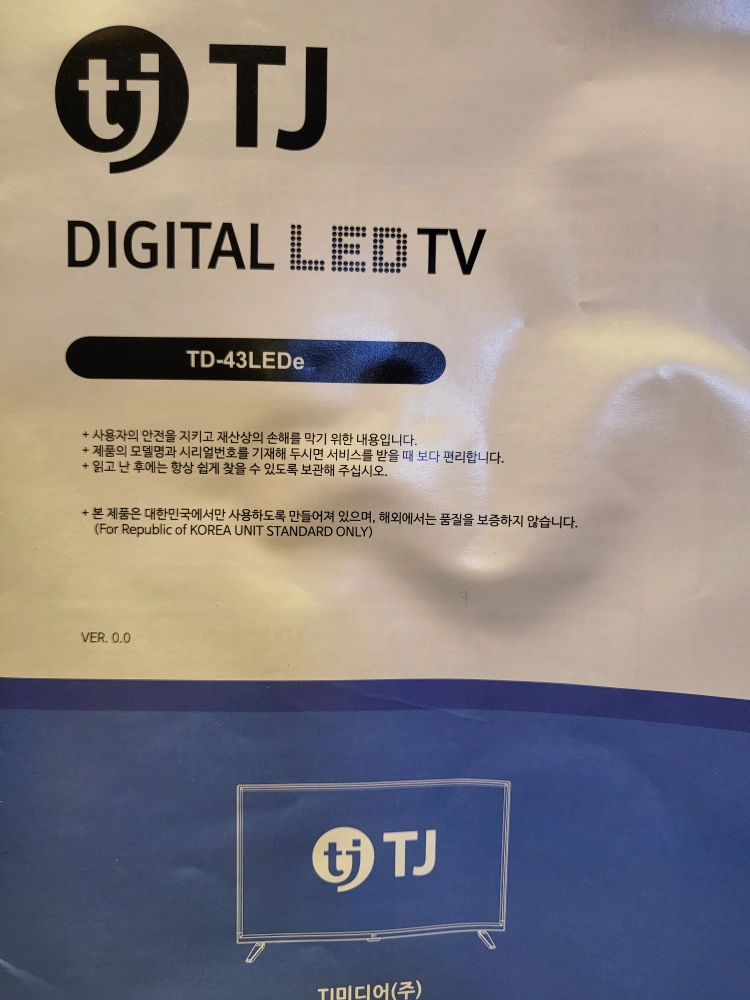 tj TJ
DIGITAL LED TV
TD-43LEDe
+ 사용자의 안전을 지키고 재산상의 손해를 막기 위한 내용입니다.
+ 제품의 모델명과 시리얼번호를 기재해 두시면 서비스를 받을 때 보다 편리합니다.
+ 읽고 난 후에는 항상 쉽게 찾을 수 있도록 보관해 주십시오.
+ 본 제품은 대한민국에서만 사용하도록 만들어져 있으며, 해외에서는 품질을 보증하지 않습니다.
(For Republic of KOREA UNIT STANDARD ONLY)
VER. 0.0
tj TJ
TJ미디어(주)